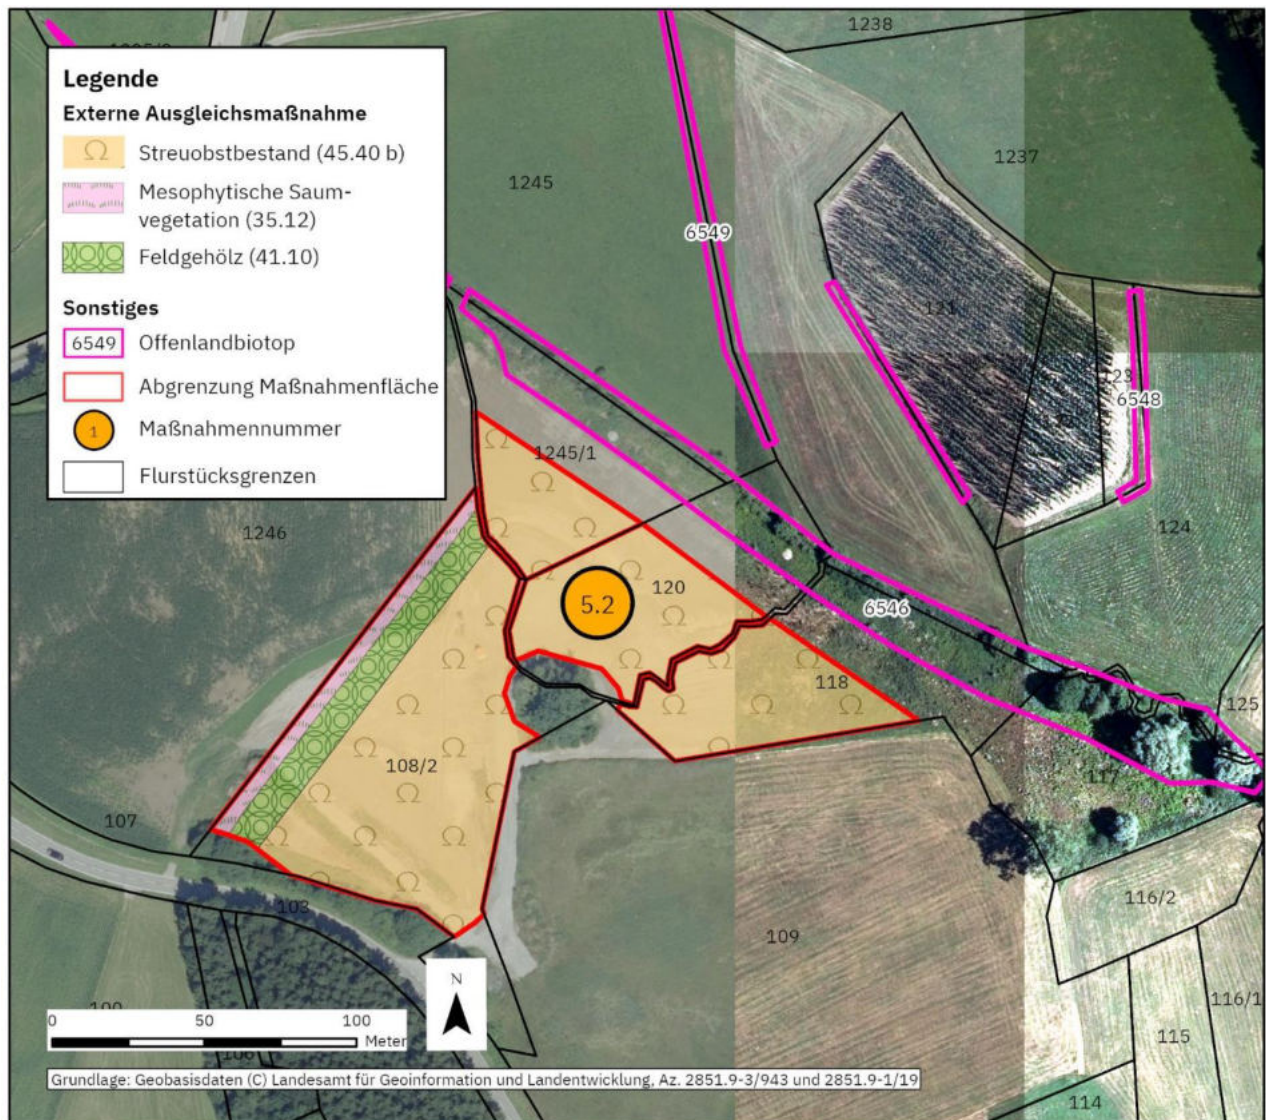 1238
Legende
Externe Ausgleichsmaßnahme
Streuobstbestand (45.40 b)
Mesophytische Saum-
vegetation (35.12)
Feldgehölz (41.10)
Sonstiges
6549 Offenlandbiotop
Abgrenzung Maßnahmenfläche
1 Maßnahmennummer
Flurstücksgrenzen
1245
1237
6549
121
6548
1245/1
124
1246
120
5.2
6546
118
125
108/2
117
107
103
116/2
109
116/1
115
114
N
0 50 100
Meter
Grundlage: Geobasisdaten (C) Landesamt für Geoinformation und Landentwicklung, Az. 2851.9-3/943 und 2851.9-1/19